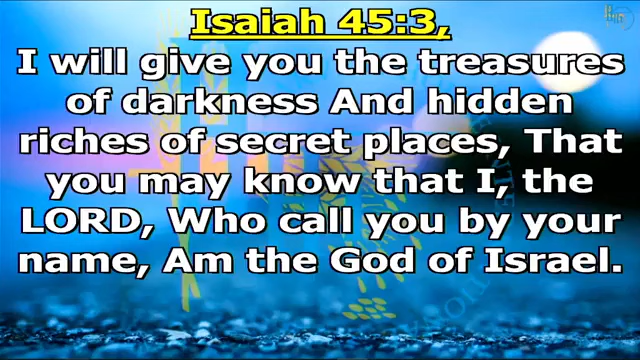 Isaiah 45:3,
I will give you the treasures
of darkness And hidden
riches of secret places, That
you may know that I, the
LORD, Who call you by your
name, Am the God of Israel.